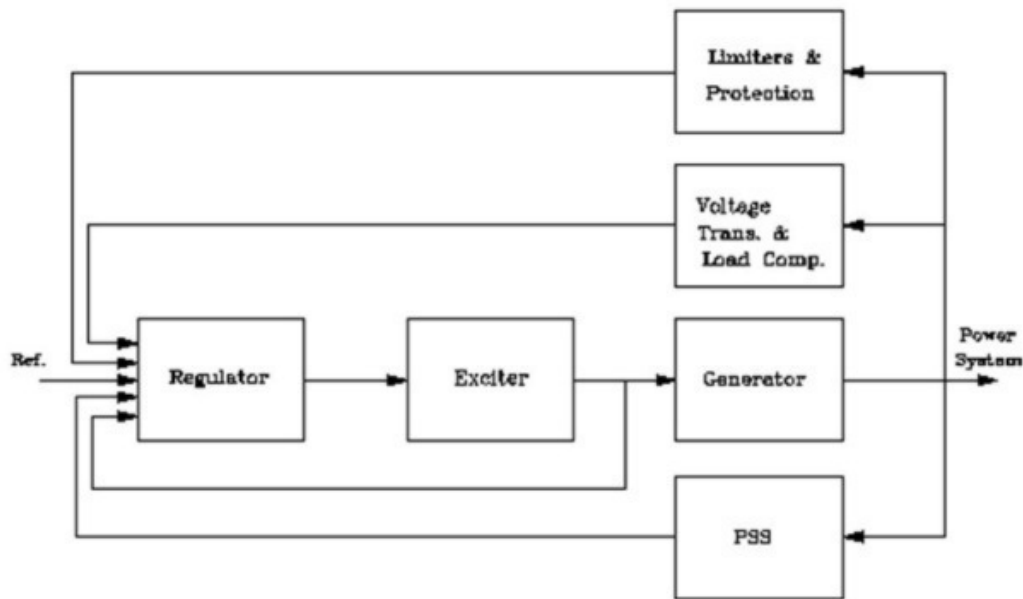 Limiters &
Protection
Voltage
Trans. &
Load Comp.
Ref.
Regulator
Exciter
Generator
Power
System
PSS